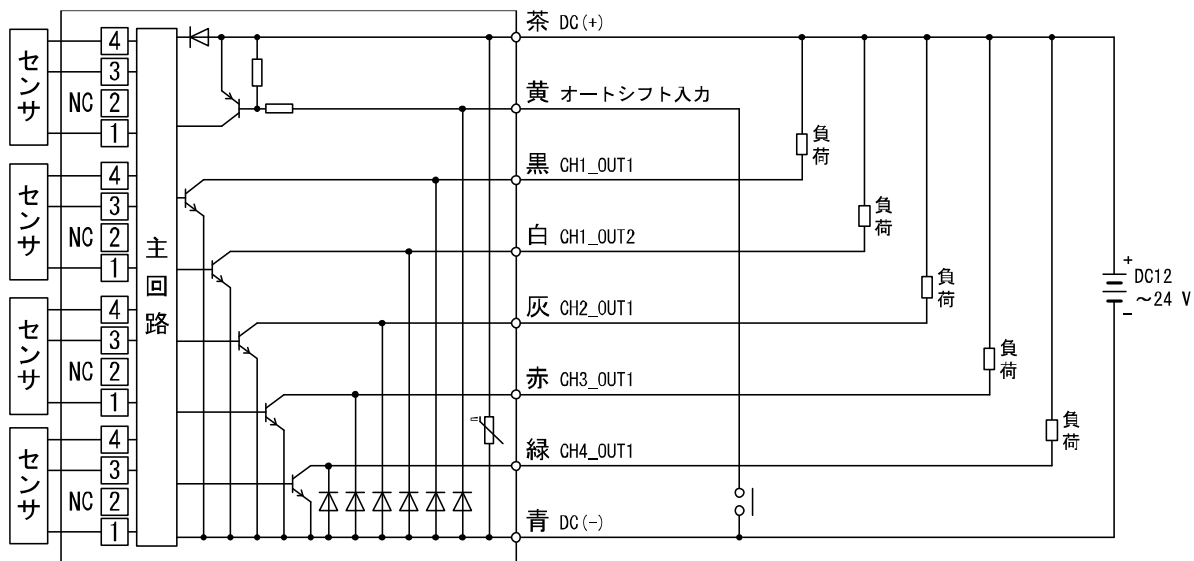 茶 DC(+)
センサ
4
3
NC 2
1
黄 オートシフト入力
負荷
黒 CH1_OUT1
センサ
4
3
NC 2
1
負荷
白 CH1_OUT2
主回路
負荷
+
DC12
～24 V
−
センサ
4
3
NC 2
1
灰 CH2_OUT1
負荷
赤 CH3_OUT1
センサ
4
3
NC 2
1
負荷
緑 CH4_OUT1
青 DC(-)